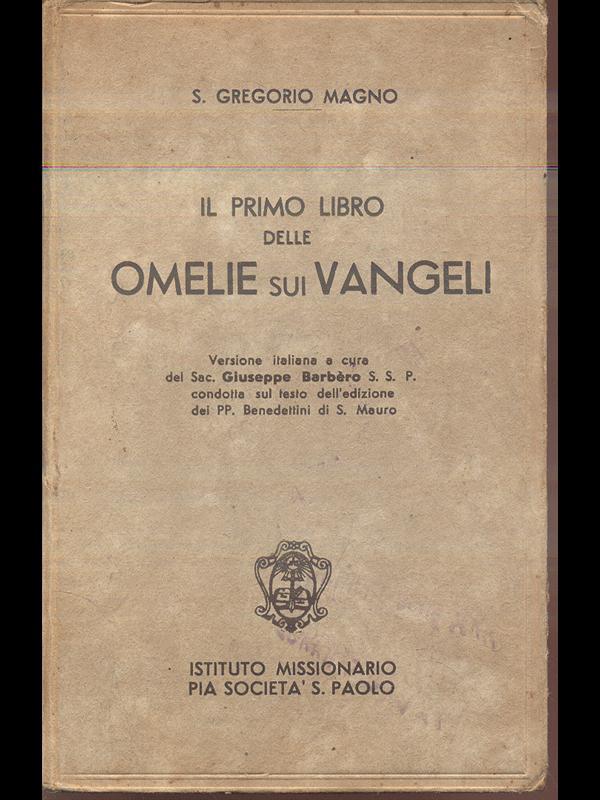 S. GREGORIO MAGNO
IL PRIMO LIBRO
DELLE
OMELIE SUI VANGELI
Versione italiana a cura
del Sac. Giuseppe Barbèro S. S. P.
condotta sul testo dell'edizione
dei PP. Benedettini di S. Mauro
ISTITUTO MISSIONARIO
PIA SOCIETA' S. PAOLO